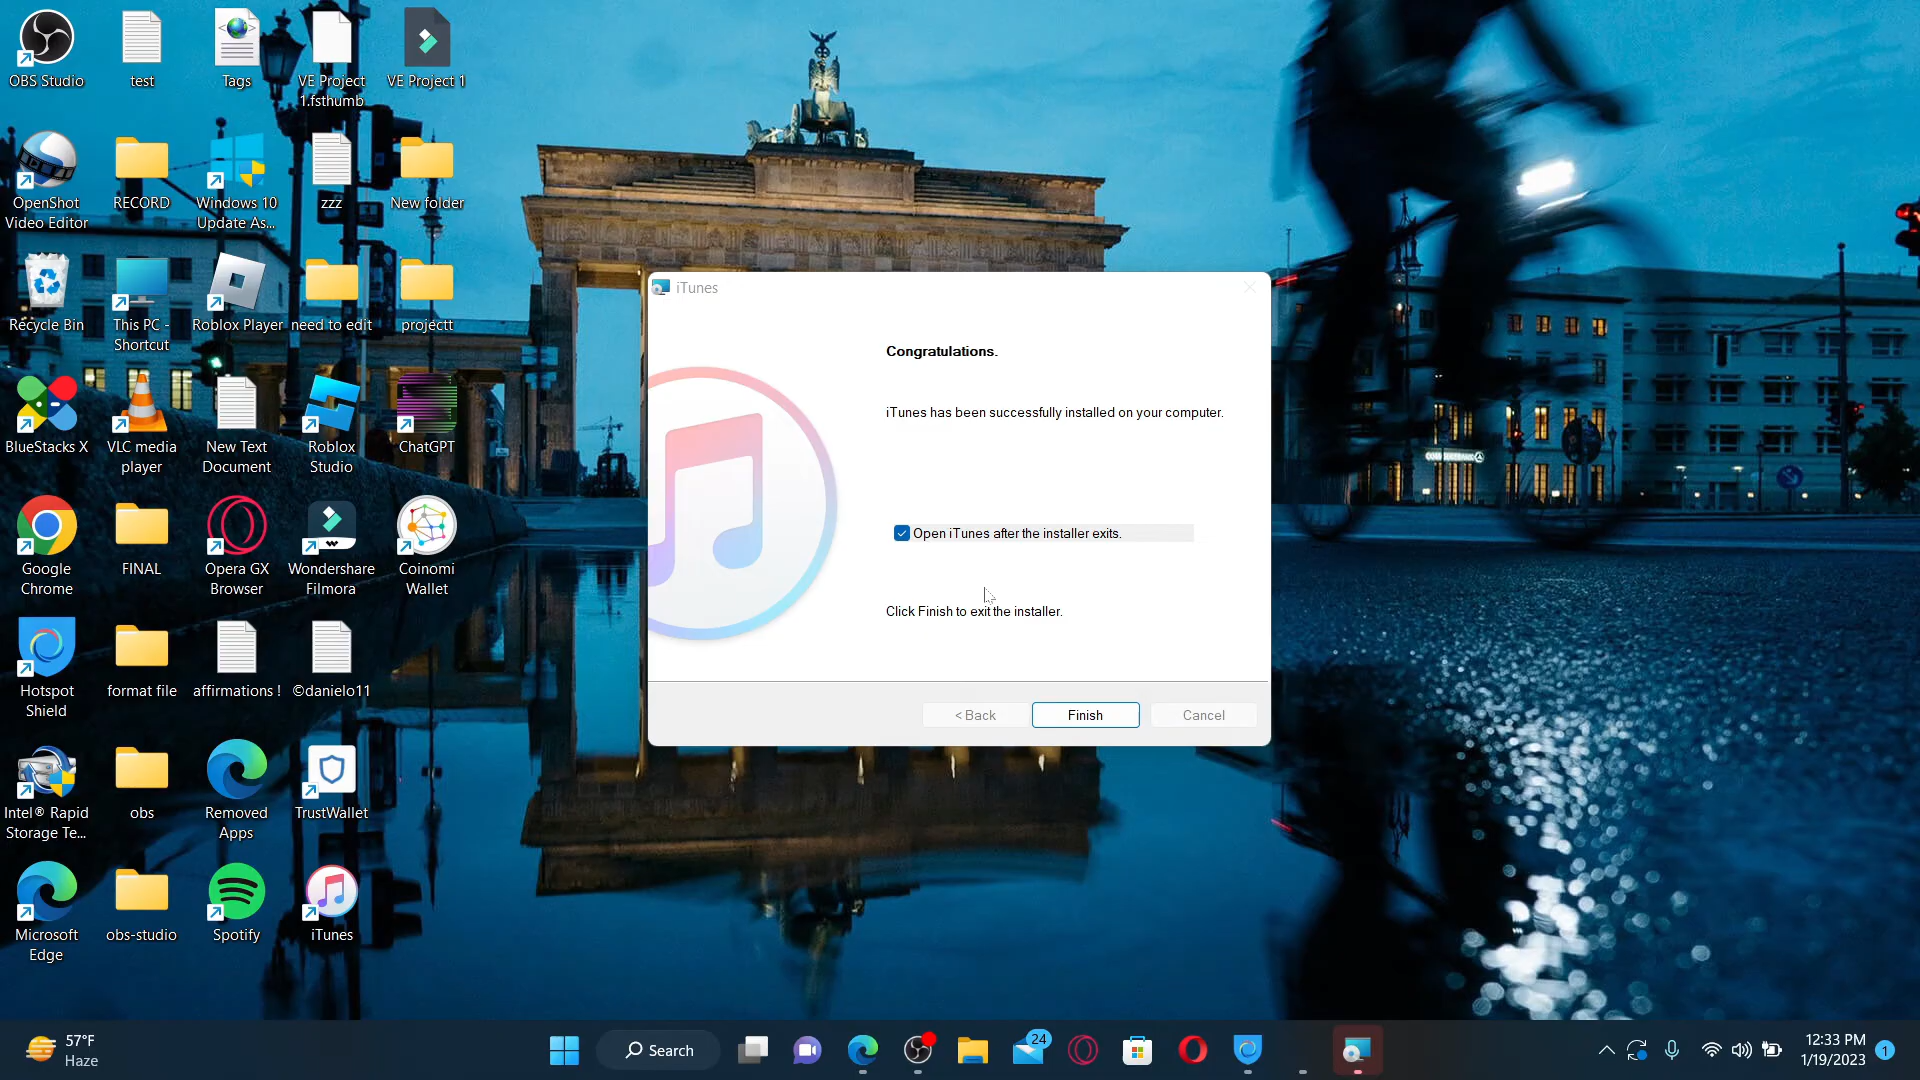 OBS Studio
test
Tags
VE Project
1.fsthumb
VE Project 1
OpenShot
Video Editor
RECORD
Windows 10
Update As...
zzz
New folder
Recycle Bin
This PC -
Shortcut
Roblox Player
need to edit
projectt
BlueStacks X
VLC media
player
New Text
Document
Roblox
Studio
ChatGPT
Google
Chrome
FINAL
Opera GX
Browser
Wondershare
Filmora
Coinomi
Wallet
Hotspot
Shield
format file
affirmations !
©danielo11
Intel® Rapid
Storage Te...
obs
Removed
Apps
TrustWallet
Microsoft
Edge
obs-studio
Spotify
iTunes
iTunes
Congratulations.
iTunes has been successfully installed on your computer.
Open iTunes after the installer exits.
Click Finish to exit the installer.
< Back
Finish
Cancel
COMMERZBANK
57°F
Haze
Search
24
12:33 PM
1/19/2023
1